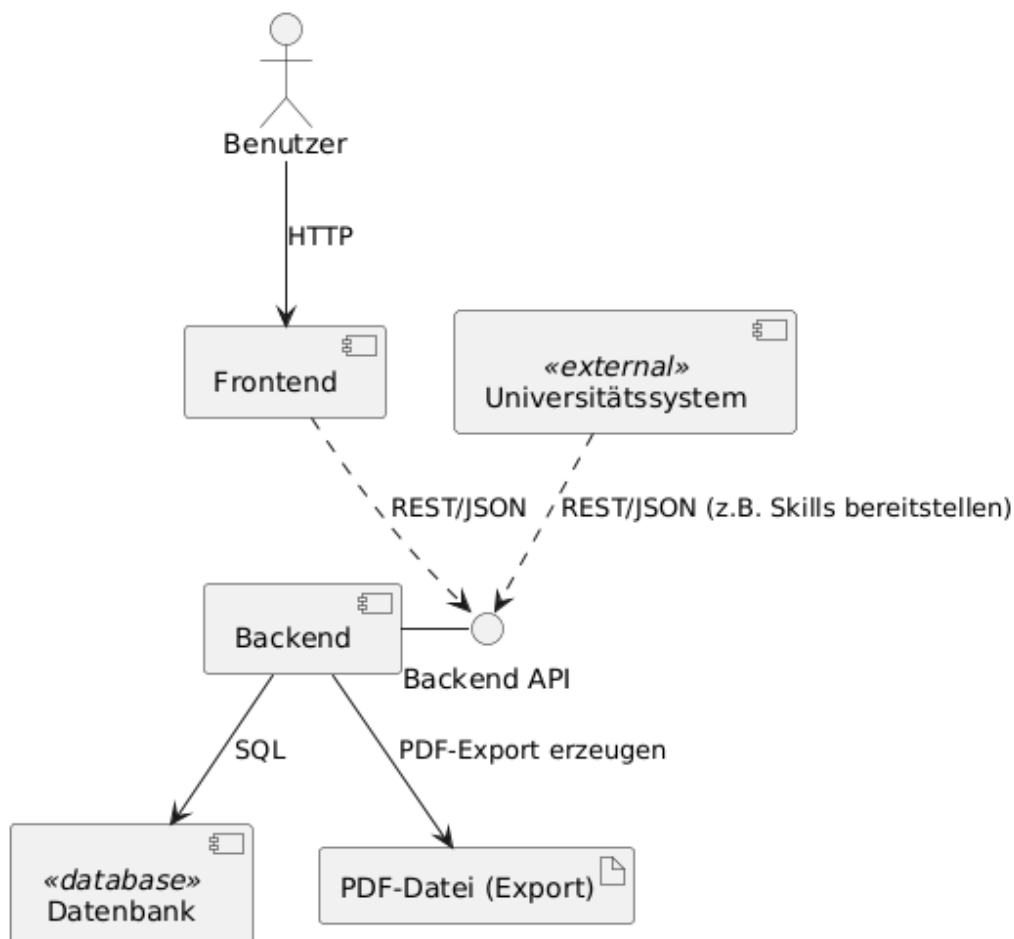 Benutzer
HTTP
Frontend
«external»
Universitätssystem
REST/JSON
REST/JSON (z.B. Skills bereitstellen)
Backend
Backend API
SQL
PDF-Export erzeugen
«database»
Datenbank
PDF-Datei (Export)